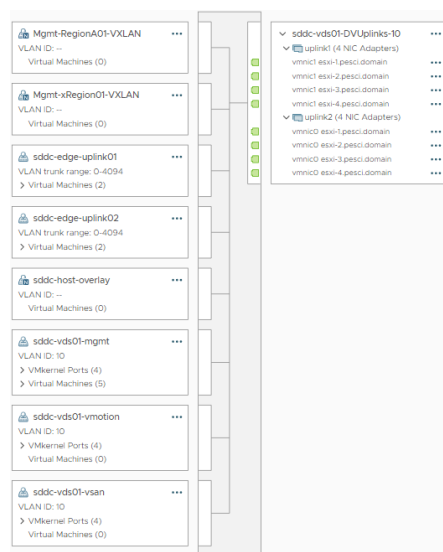 Mgmt-RegionA01-VXLAN
VLAN ID: --
Virtual Machines (0)
Mgmt-xRegion01-VXLAN
VLAN ID: --
Virtual Machines (0)
sddc-edge-uplink01
VLAN trunk range: 0-4094
Virtual Machines (2)
sddc-edge-uplink02
VLAN trunk range: 0-4094
Virtual Machines (2)
sddc-host-overlay
VLAN ID: --
Virtual Machines (0)
sddc-vds01-mgmt
VLAN ID: 10
VMkernel Ports (4)
Virtual Machines (5)
sddc-vds01-vmotion
VLAN ID: 10
VMkernel Ports (4)
Virtual Machines (0)
sddc-vds01-vsan
VLAN ID: 10
VMkernel Ports (4)
Virtual Machines (0)
sddc-vds01-DVUplinks-10
uplink1 (4 NIC Adapters)
vmnic1 esxi-1.pesci.domain
vmnic1 esxi-2.pesci.domain
vmnic1 esxi-3.pesci.domain
vmnic1 esxi-4.pesci.domain
uplink2 (4 NIC Adapters)
vmnic0 esxi-1.pesci.domain
vmnic0 esxi-2.pesci.domain
vmnic0 esxi-3.pesci.domain
vmnic0 esxi-4.pesci.domain